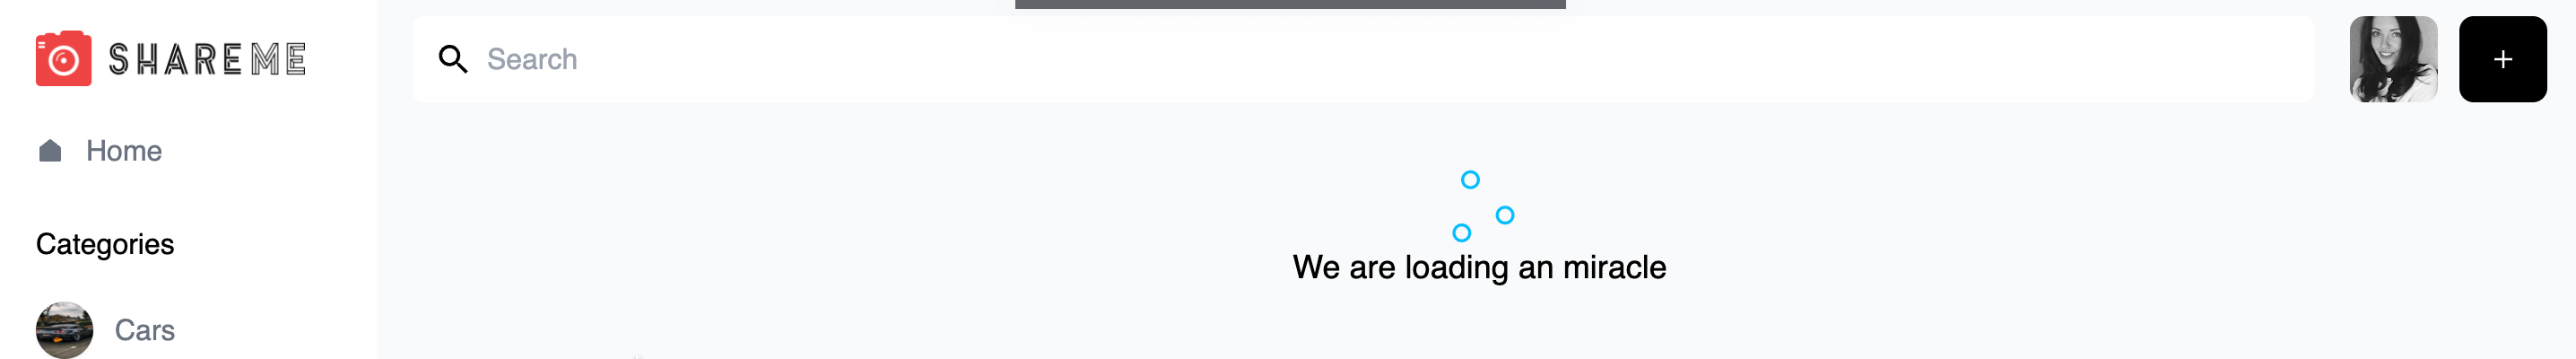 SHAREME
Search
+
Home
Categories
We are loading an miracle
Cars